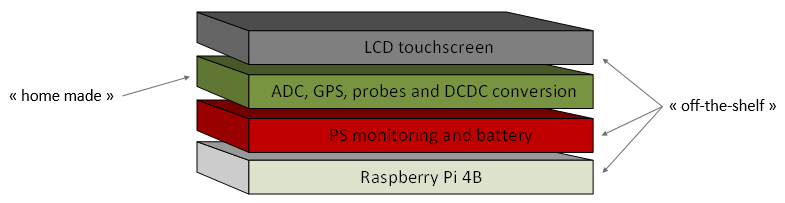 LCD touchscreen
« home made »
ADC, GPS, probes and DCDC conversion
« off-the-shelf »
PS monitoring and battery
Raspberry Pi 4B